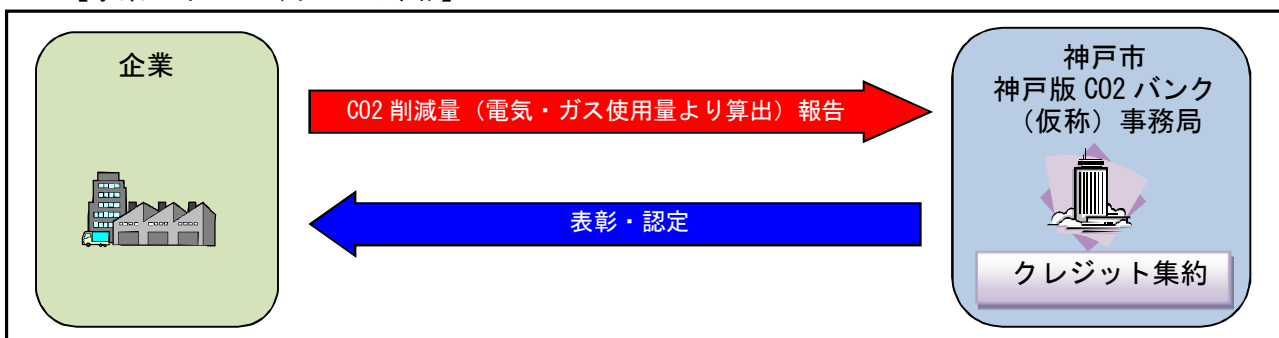 企業
CO2 削減量（電気・ガス使用量より算出）報告
表彰・認定
神戸市
神戸版 CO2 バンク
（仮称）事務局
クレジット集約